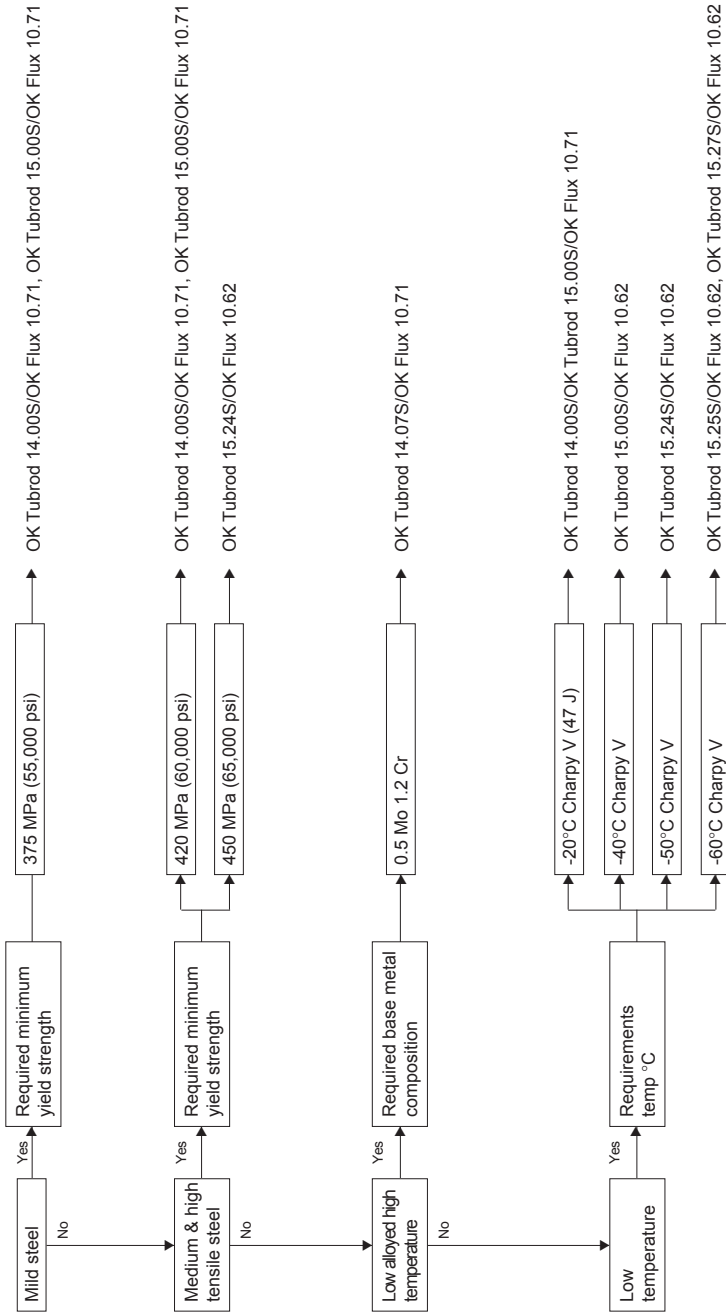 Mild steel
Yes
Required minimum
yield strength
375 MPa (55,000 psi)
OK Tubrod 14.00S/OK Flux 10.71, OK Tubrod 15.00S/OK Flux 10.71
No
Medium & high
tensile steel
Yes
Required minimum
yield strength
420 MPa (60,000 psi)
OK Tubrod 14.00S/OK Flux 10.71, OK Tubrod 15.00S/OK Flux 10.71
450 MPa (65,000 psi)
OK Tubrod 15.24S/OK Flux 10.62
No
Low alloyed high
temperature
Yes
Required base metal
composition
0.5 Mo 1.2 Cr
OK Tubrod 14.07S/OK Flux 10.71
No
Low
temperature
Yes
Requirements
temp °C
-20°C Charpy V (47 J)
OK Tubrod 14.00S/OK Tubrod 15.00S/OK Flux 10.71
-40°C Charpy V
OK Tubrod 15.00S/OK Flux 10.62
-50°C Charpy V
OK Tubrod 15.24S/OK Flux 10.62
-60°C Charpy V
OK Tubrod 15.25S/OK Flux 10.62, OK Tubrod 15.27S/OK Flux 10.62